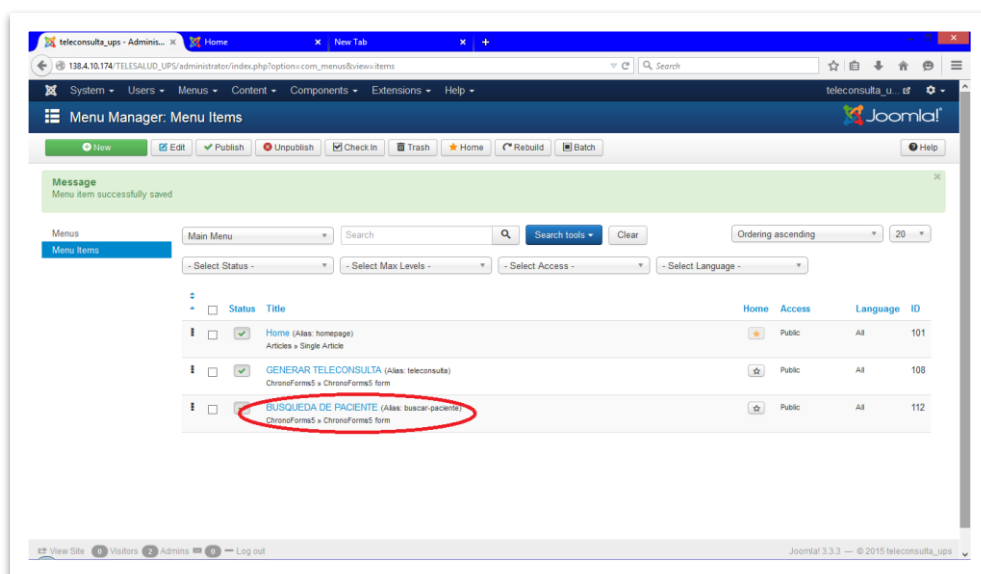 teleconsulta_ups - Adminis... × Home × New Tab × +
138.4.10.174/TELESALUD_UPS/administrator/index.php?option=com_menus&view=items Search
System Users Menus Content Components Extensions Help teleconsulta_u...
Menu Manager: Menu Items Joomla!
New Edit Publish Unpublish Check In Trash Home Rebuild Batch Help
Message
Menu item successfully saved
Menus
Menu Items
Main Menu Search Search tools Clear Ordering ascending 20
- Select Status - - Select Max Levels - - Select Access - - Select Language -
Status Title Home Access Language ID
Home (Alias: homepage) Public All 101
Articles » Single Article
GENERAR TELECONSULTA (Alias: teleconsulta) Public All 108
ChronoForms5 » ChronoForms5 form
BUSQUEDA DE PACIENTE (Alias: buscar-paciente) Public All 112
ChronoForms5 » ChronoForms5 form
View Site 0 Visitors 2 Admins 0 Log out Joomla! 3.3.3 — © 2015 teleconsulta_ups